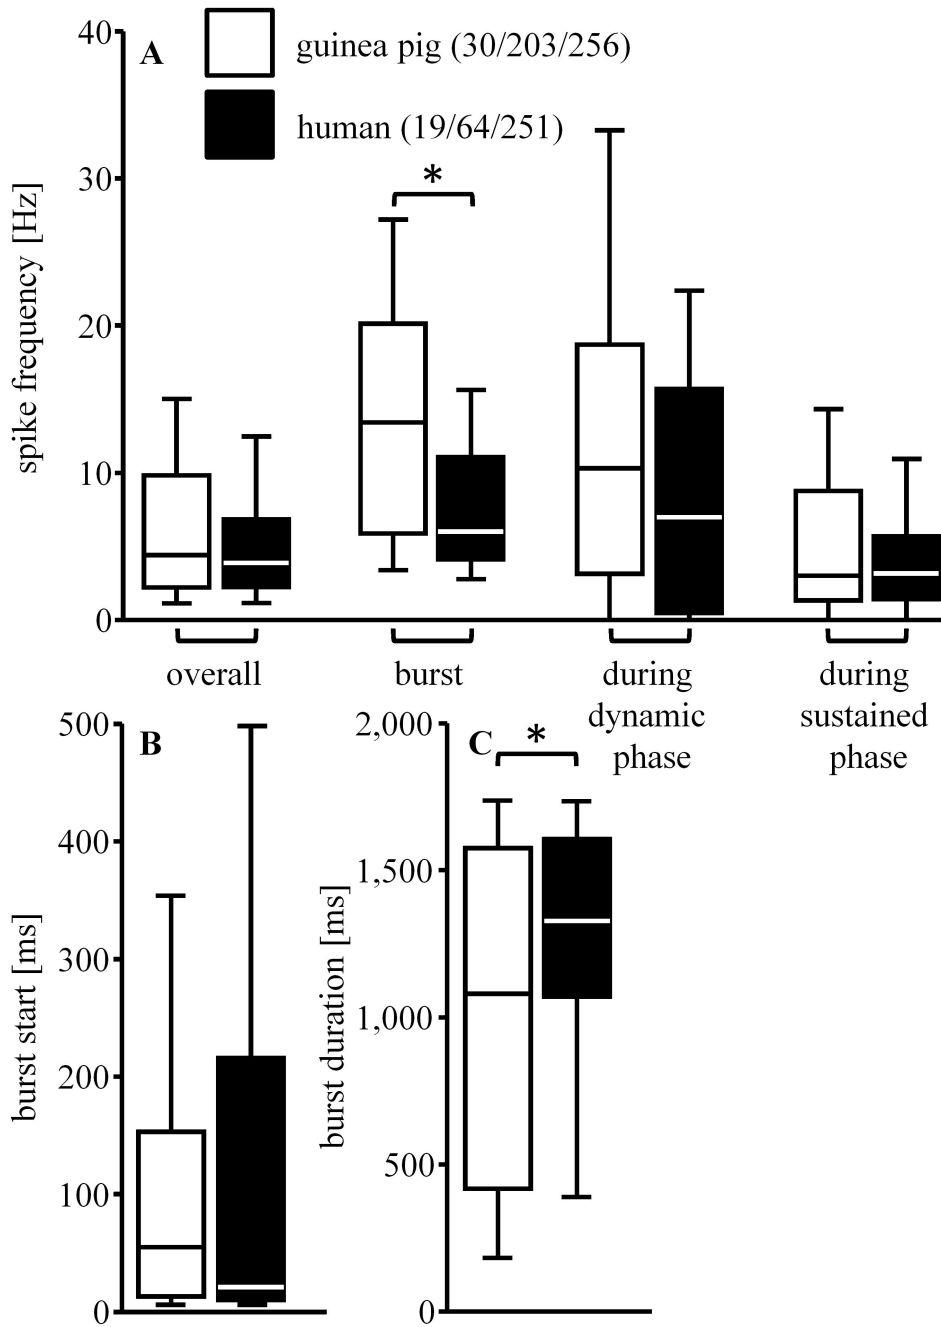 A
guinea pig (30/203/256)
human (19/64/251)
*
spike frequency [Hz]
40
30
20
10
0
overall
burst
during
dynamic
phase
during
sustained
phase
B
burst start [ms]
500
400
300
200
100
0
C
*
burst duration [ms]
2,000
1,500
1,000
500
0